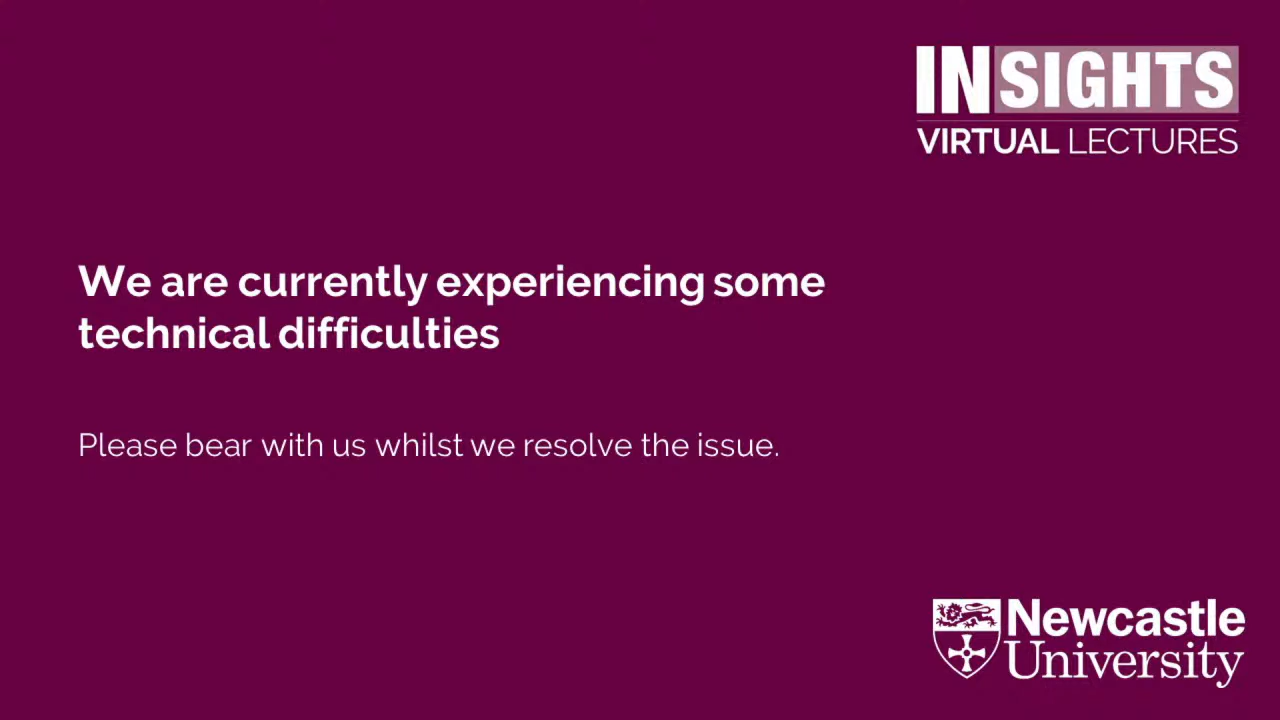 INSIGHTS
VIRTUAL LECTURES
We are currently experiencing some
technical difficulties
Please bear with us whilst we resolve the issue.
Newcastle
University